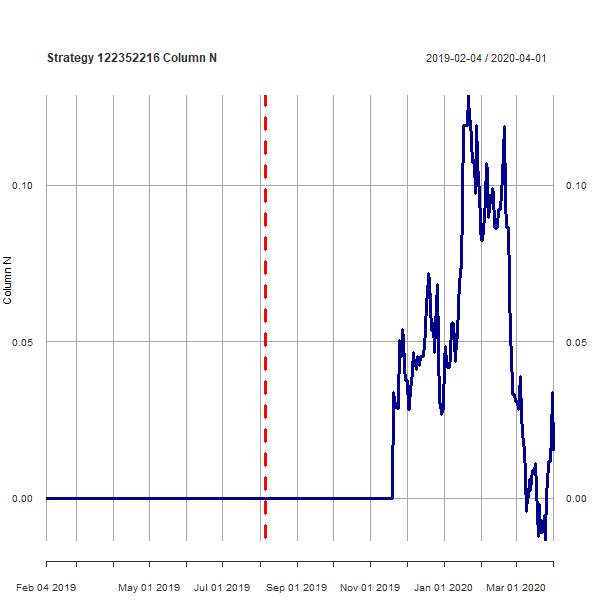 Strategy 122352216 Column N
2019-02-04 / 2020-04-01
0.10
0.10
Column N
0.05
0.05
0.00
0.00
Feb 04 2019
May 01 2019
Jul 01 2019
Sep 01 2019
Nov 01 2019
Jan 01 2020
Mar 01 2020